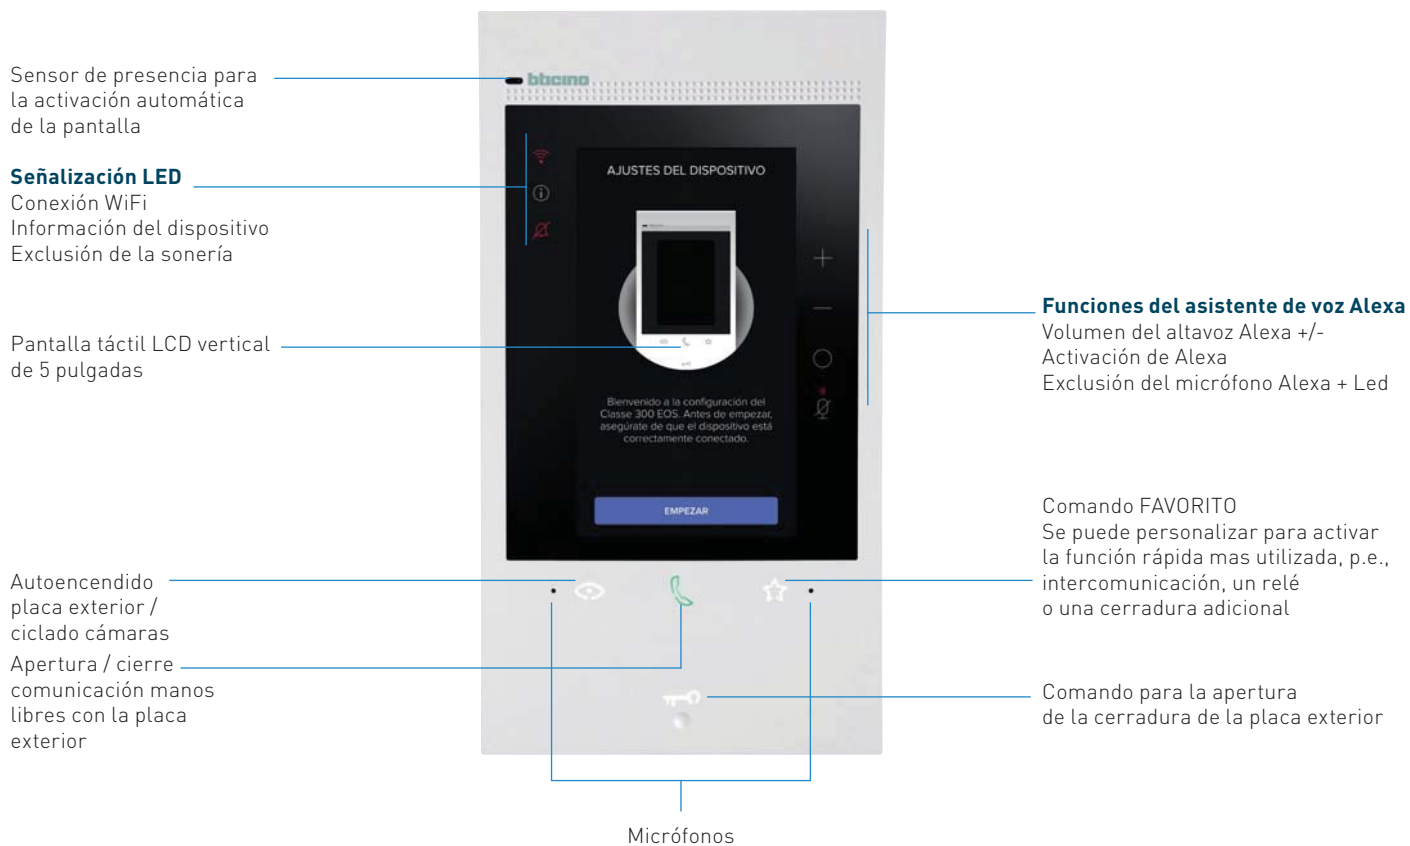 Sensor de presencia para
la activación automática
de la pantalla
Señalización LED
Conexión WiFi
Información del dispositivo
Exclusión de la sonería
Pantalla táctil LCD vertical
de 5 pulgadas
Autoencendido
placa exterior /
ciclado cámaras
Apertura / cierre
comunicación manos
libres con la placa
exterior
bticino
AJUSTES DEL DISPOSITIVO
Bienvenido a la configuración del
Classe 300 EOS. Antes de empezar,
asegúrate de que el dispositivo está
correctamente conectado.
EMPEZAR
Funciones del asistente de voz Alexa
Volumen del altavoz Alexa +/-
Activación de Alexa
Exclusión del micrófono Alexa + Led
Comando FAVORITO
Se puede personalizar para activar
la función rápida mas utilizada, p.e.,
intercomunicación, un relé
o una cerradura adicional
Comando para la apertura
de la cerradura de la placa exterior
Micrófonos